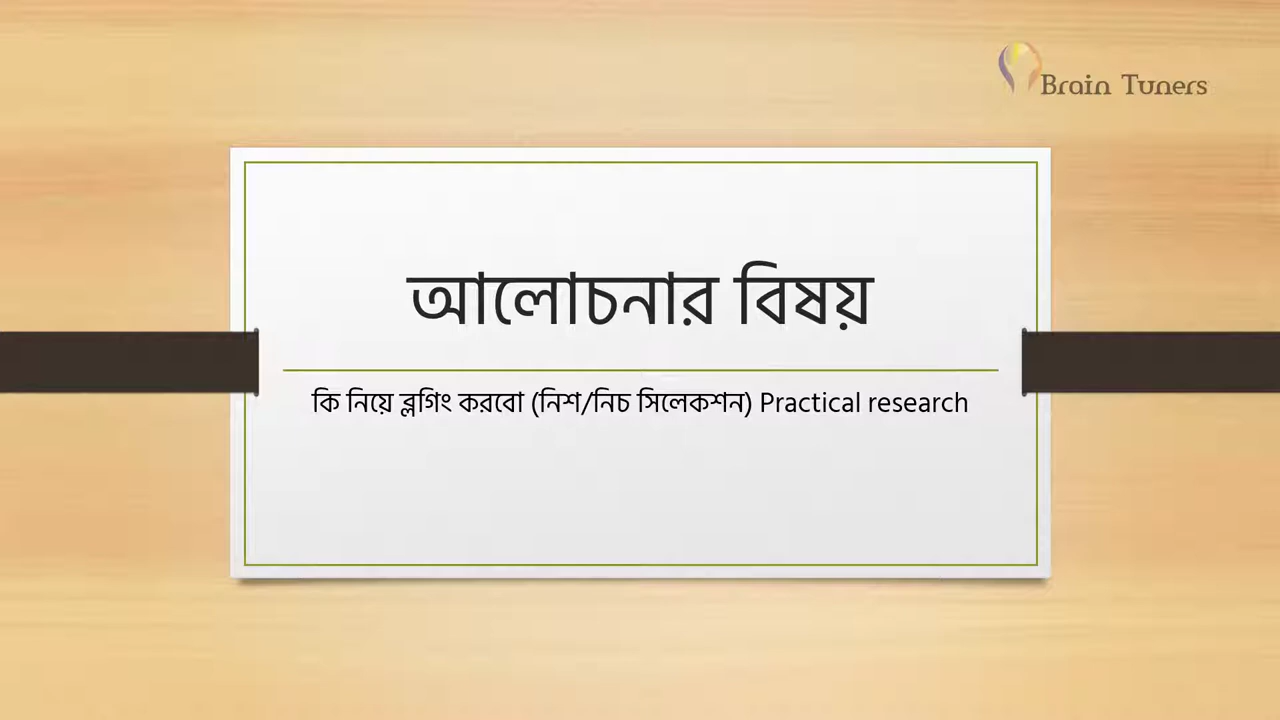 Brain Tuners
আলোচনার বিষয়
কি নিয়ে ব্লগিং করবো (নিশ/নিচ সিলেকশন) Practical research